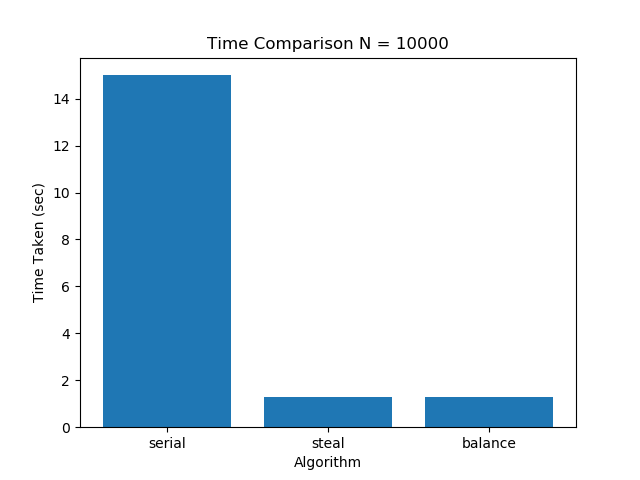 Time Comparison N = 10000
Time Taken (sec)
14
12
10
8
6
4
2
0
serial steal balance
Algorithm